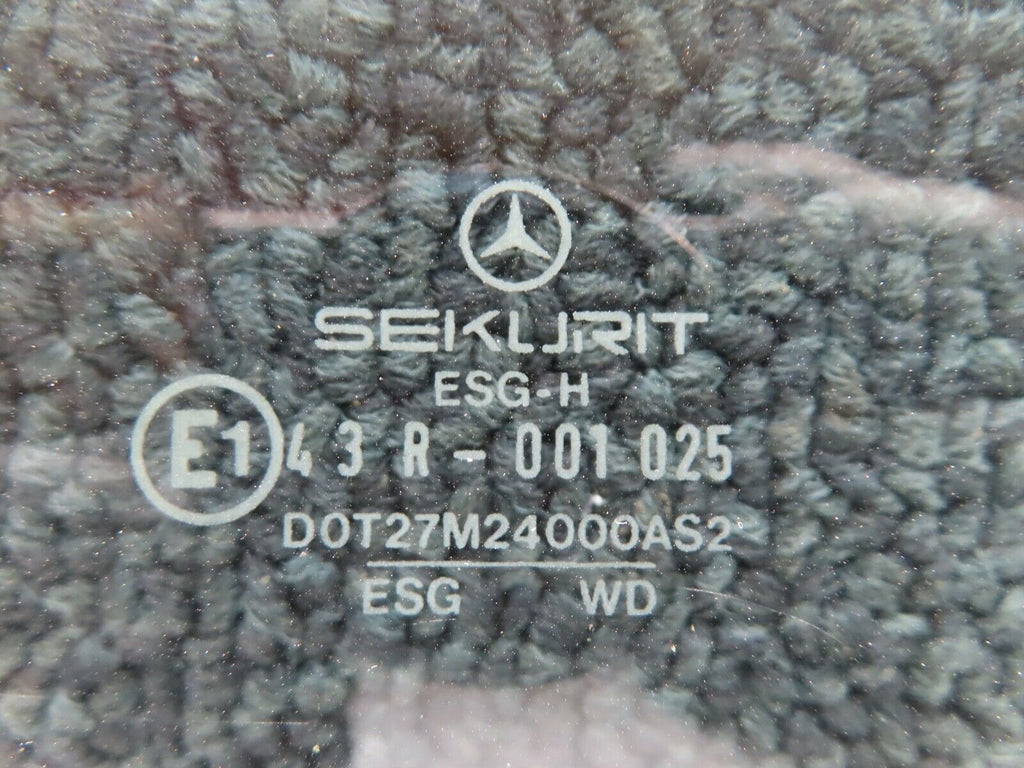 SEKURIT
ESG-H
E1 43 R - 001 025
DOT27M24000AS2
ESG WD